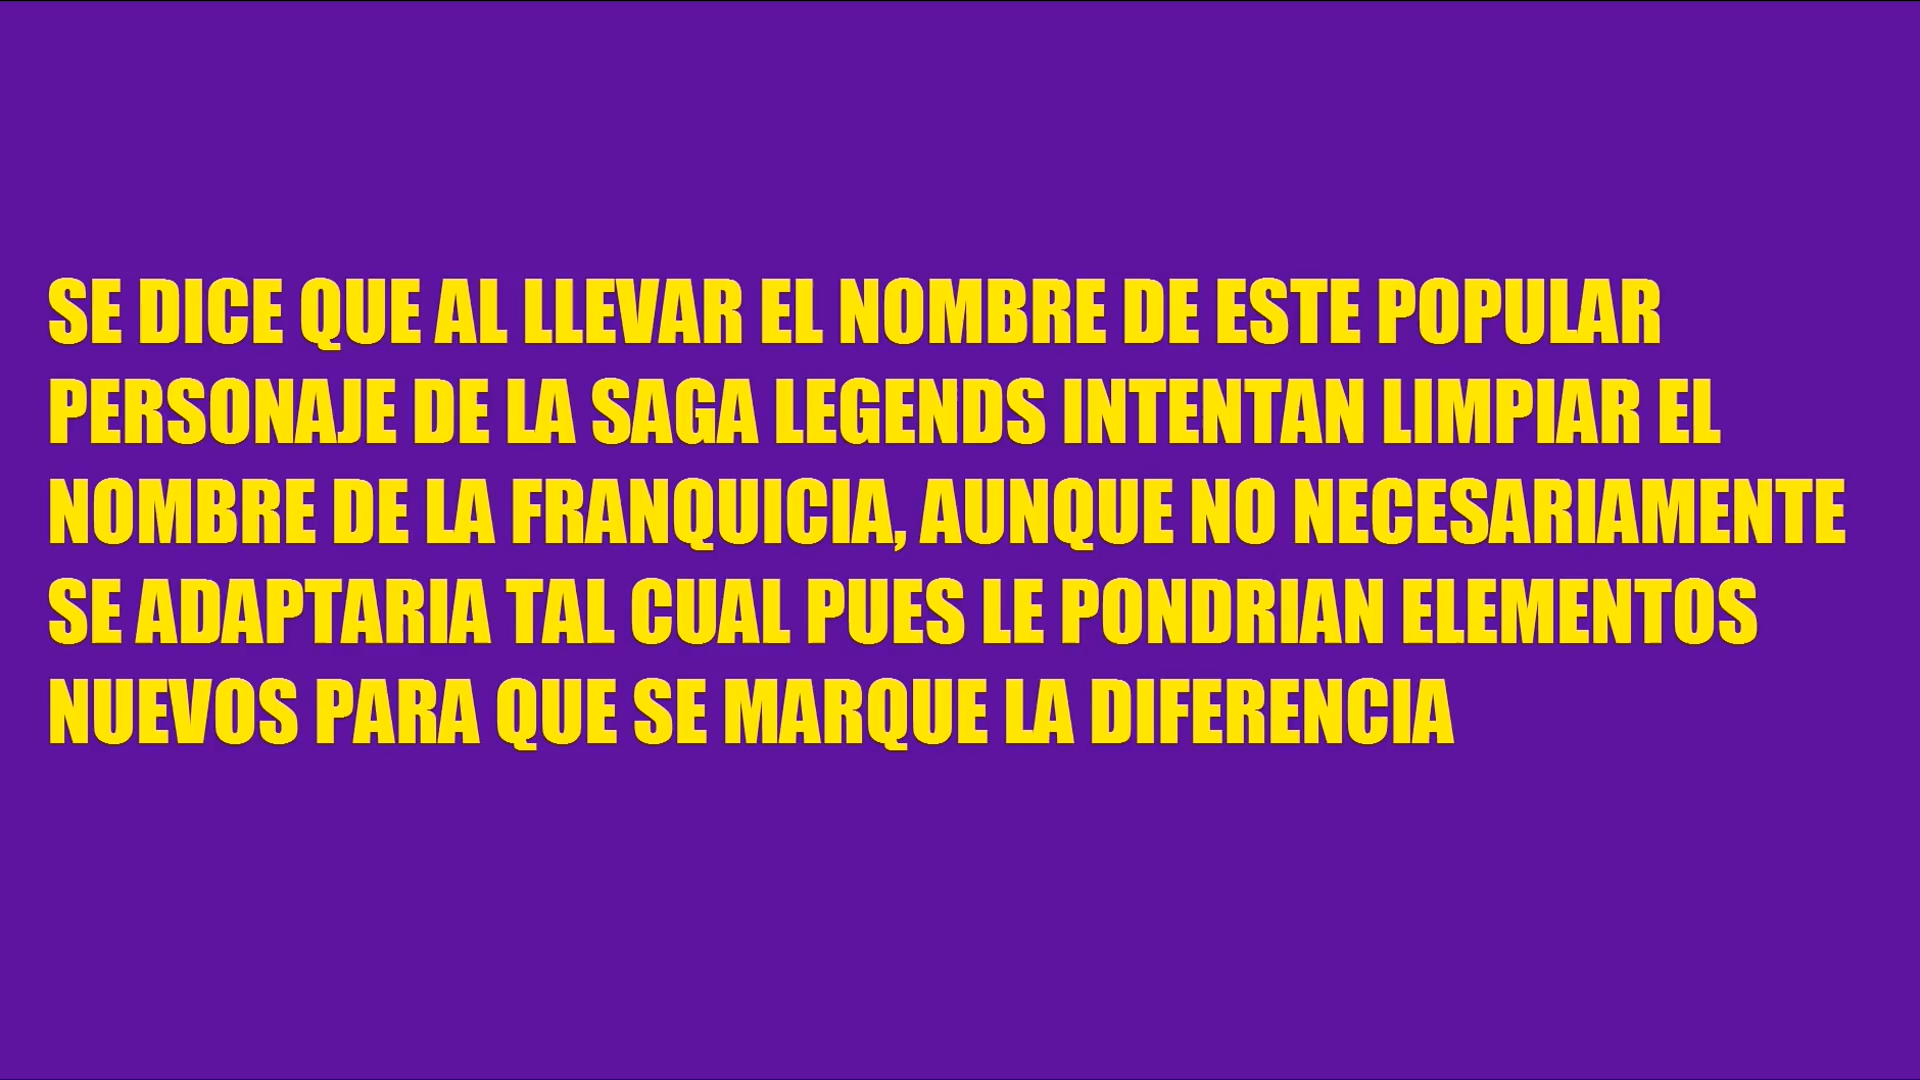 SE DICE QUE AL LLEVAR EL NOMBRE DE ESTE POPULAR
PERSONAJE DE LA SAGA LEGENDS INTENTAN LIMPIAR EL
NOMBRE DE LA FRANQUICIA, AUNQUE NO NECESARIAMENTE
SE ADAPTARIA TAL CUAL PUES LE PONDRIAN ELEMENTOS
NUEVOS PARA QUE SE MARQUE LA DIFERENCIA